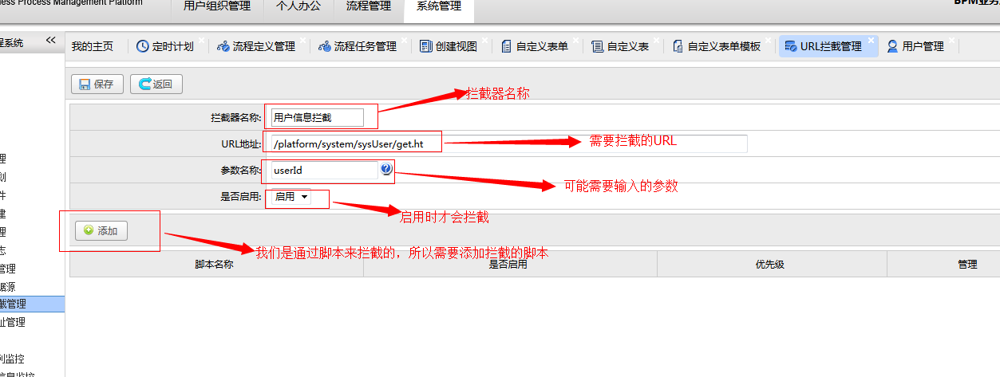 ness Process Management Platform
用户组织管理 个人办公 流程管理 系统管理
BPM业务
程系统 <<
我的主页 定时计划 流程定义管理 流程任务管理 创建视图 自定义表单 自定义表 自定义表单模板 URL拦截管理 用户管理
保存 返回
拦截器名称
拦截器名称: 用户信息拦截
URL地址: /platform/system/sysUser/get.ht 需要拦截的URL
参数名称: userId
可能需要输入的参数
是否启用: 启用
启用时才会拦截
添加
我们是通过脚本来拦截的，所以需要添加拦截的脚本
脚本名称 是否启用 优先级 管理
理
划
件
建
理
志
管理
据源
截管理
址管理
列监控
信息监控